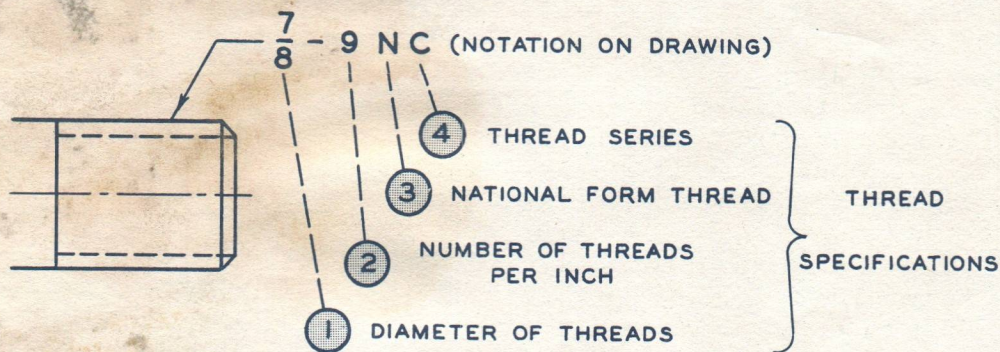 7/8 - 9 N C (NOTATION ON DRAWING)
4 THREAD SERIES
3 NATIONAL FORM THREAD
2 NUMBER OF THREADS
PER INCH
1 DIAMETER OF THREADS
THREAD
SPECIFICATIONS